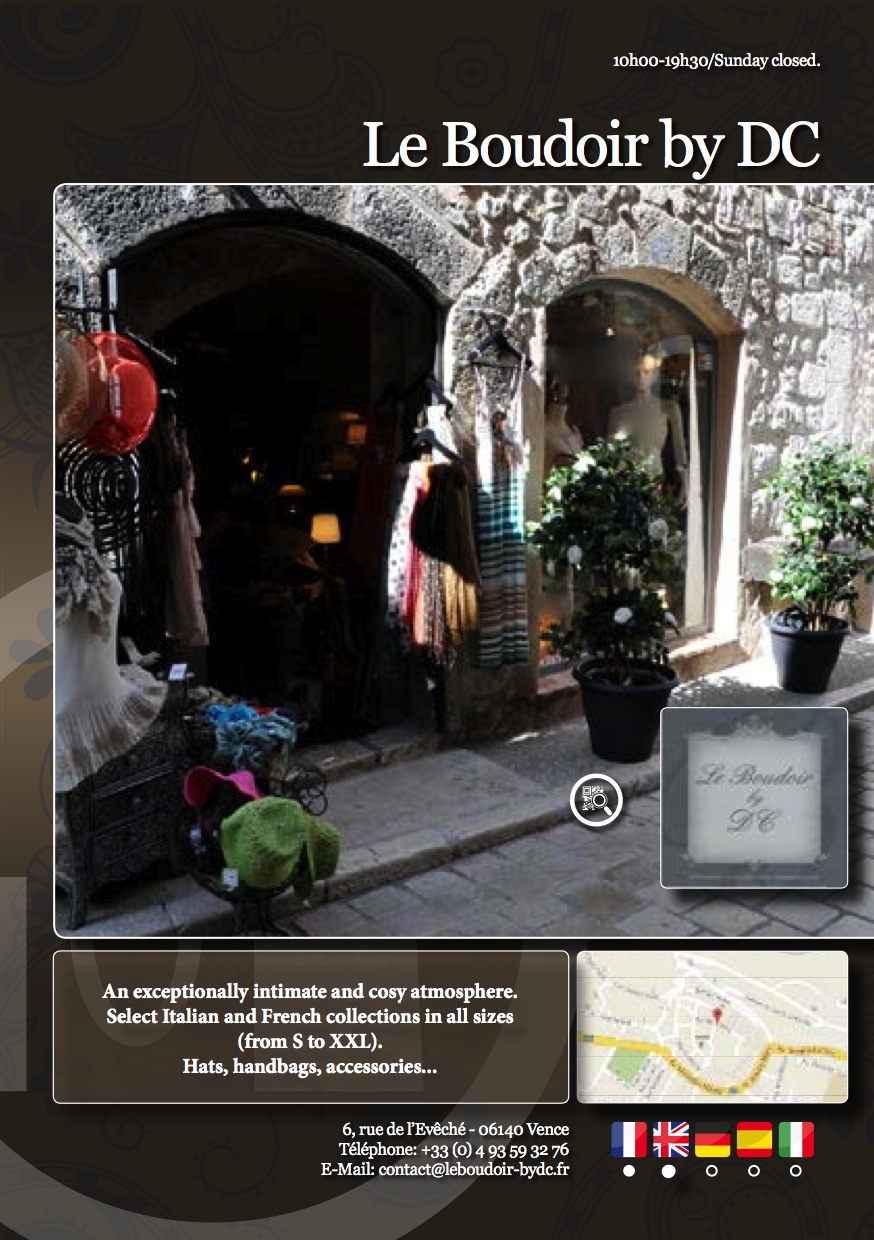 10h00-19h30/Sunday closed.
Le Boudoir by DC
Le Boudoir
by
DC
An exceptionally intimate and cosy atmosphere.
Select Italian and French collections in all sizes
(from S to XXL).
Hats, handbags, accessories...
6, rue de l'Evêché - 06140 Vence
Téléphone: +33 (0) 4 93 59 32 76
E-Mail: contact@leboudoir-bydc.fr